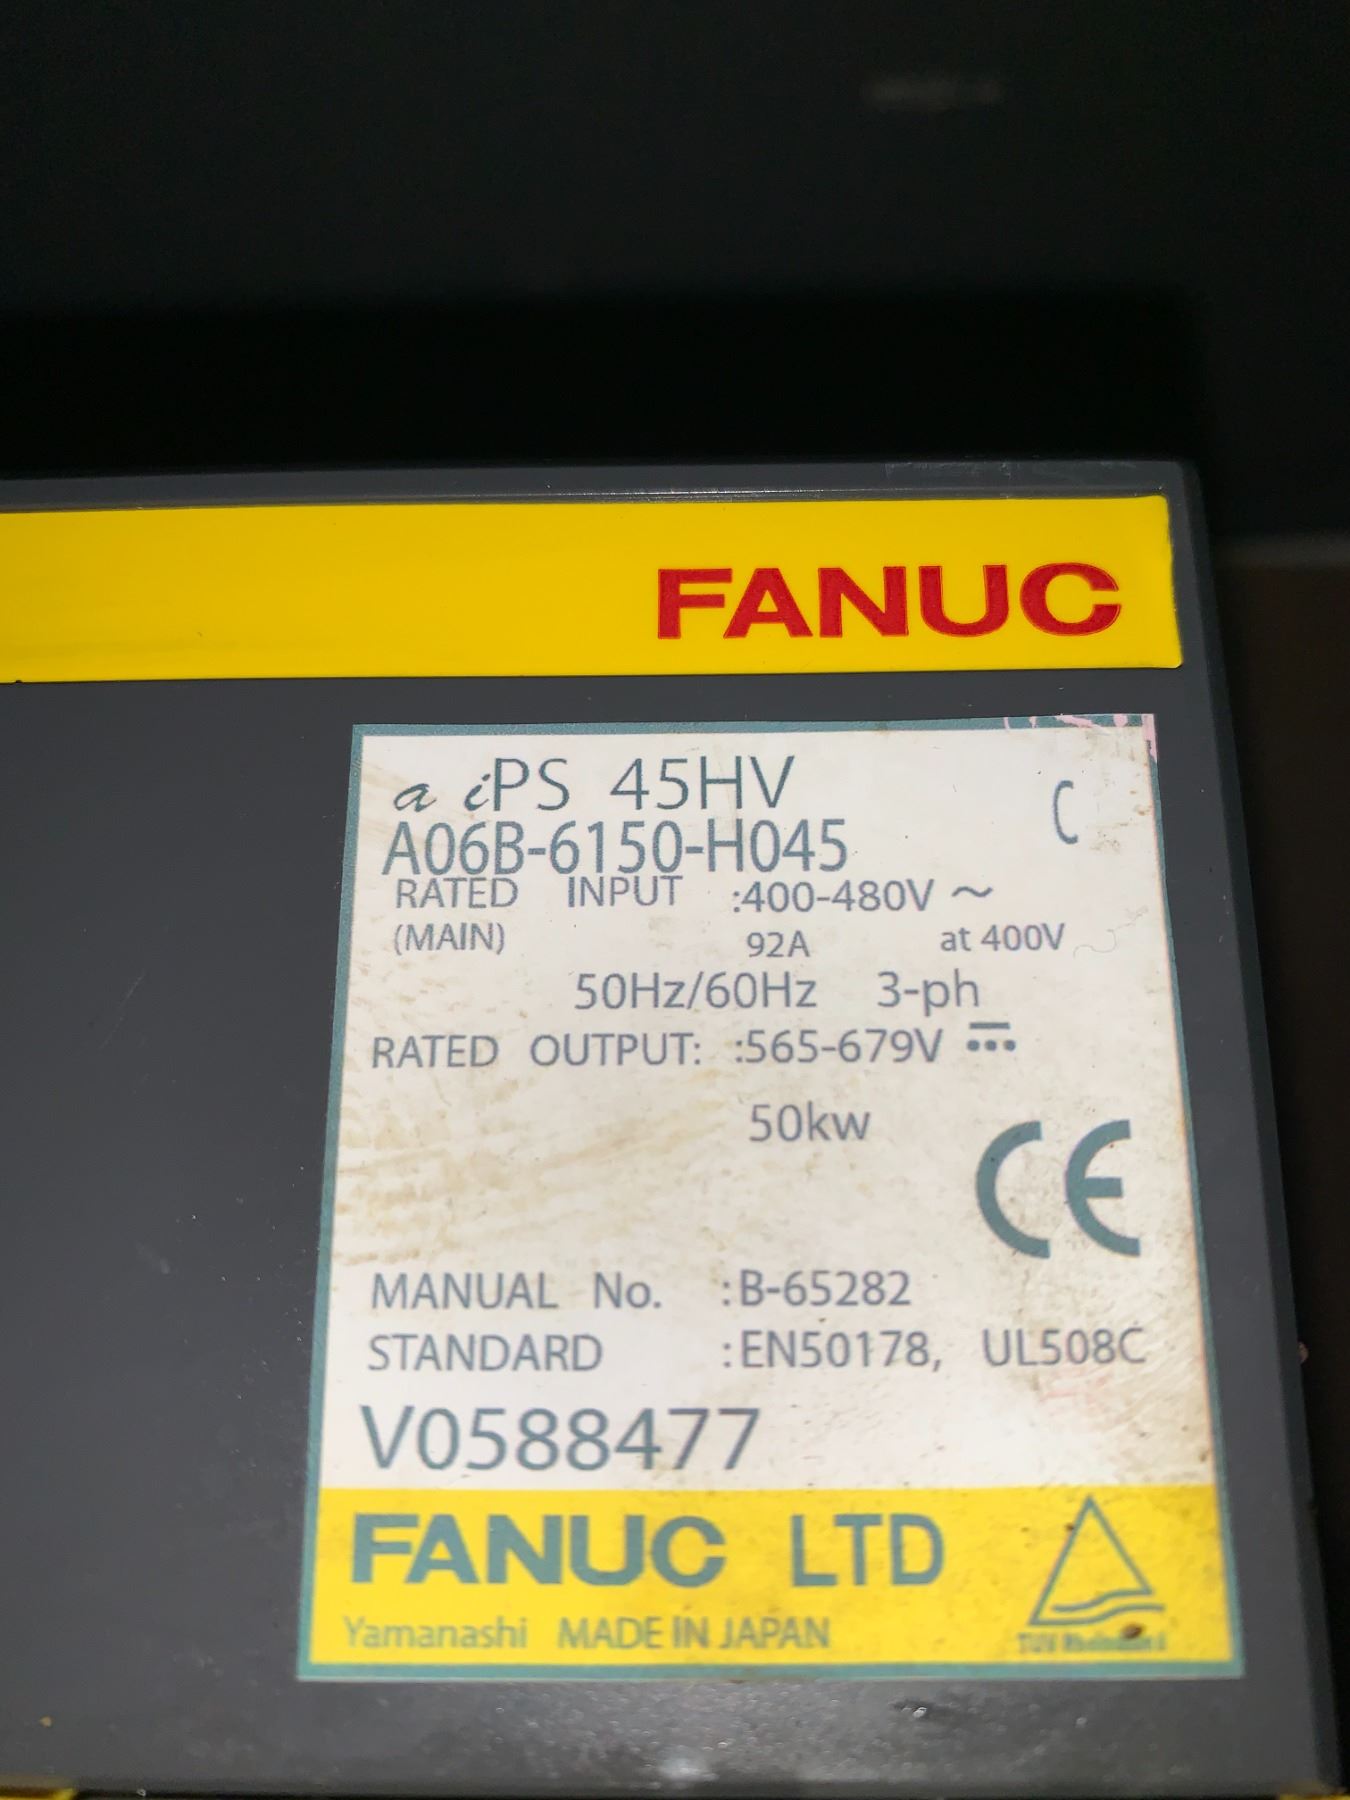 FANUC
a iPS 45HV
C
A06B-6150-H045
RATED INPUT :400-480V ~
(MAIN) 92A at 400V
50Hz/60Hz 3-ph
RATED OUTPUT: :565-679V ⎓
50kw
CE
MANUAL No. :B-65282
STANDARD :EN50178, UL508C
V0588477
FANUC LTD
Yamanashi MADE IN JAPAN
TUV